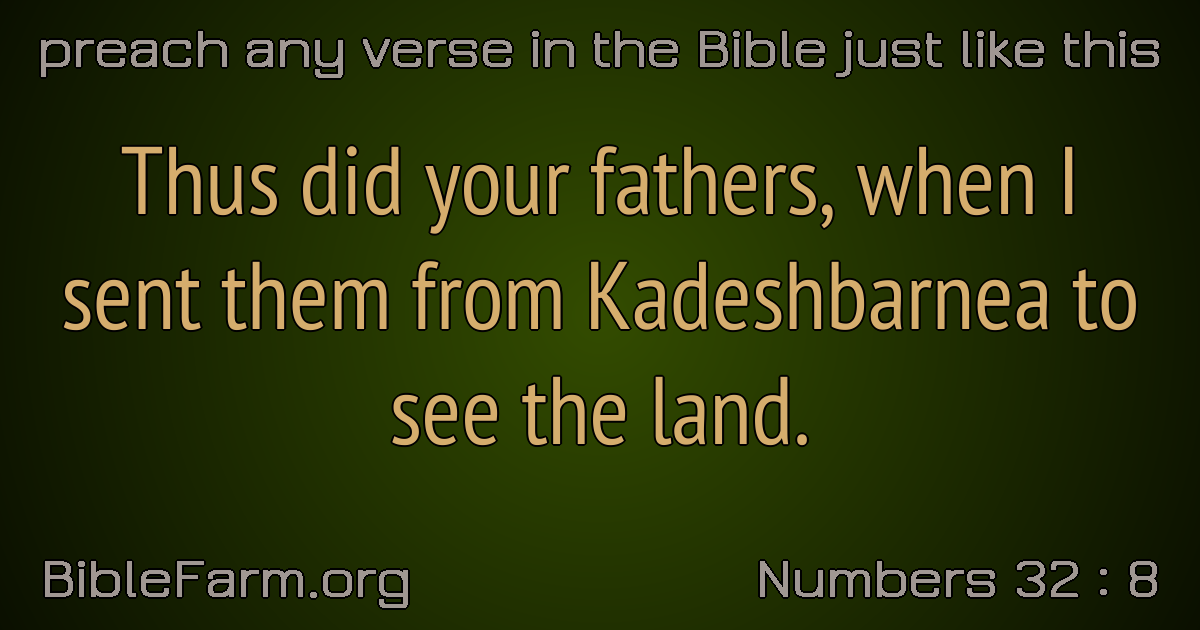 preach any verse in the Bible just like this
Thus did your fathers, when I
sent them from Kadeshbarnea to
see the land.
BibleFarm.org
Numbers 32 : 8